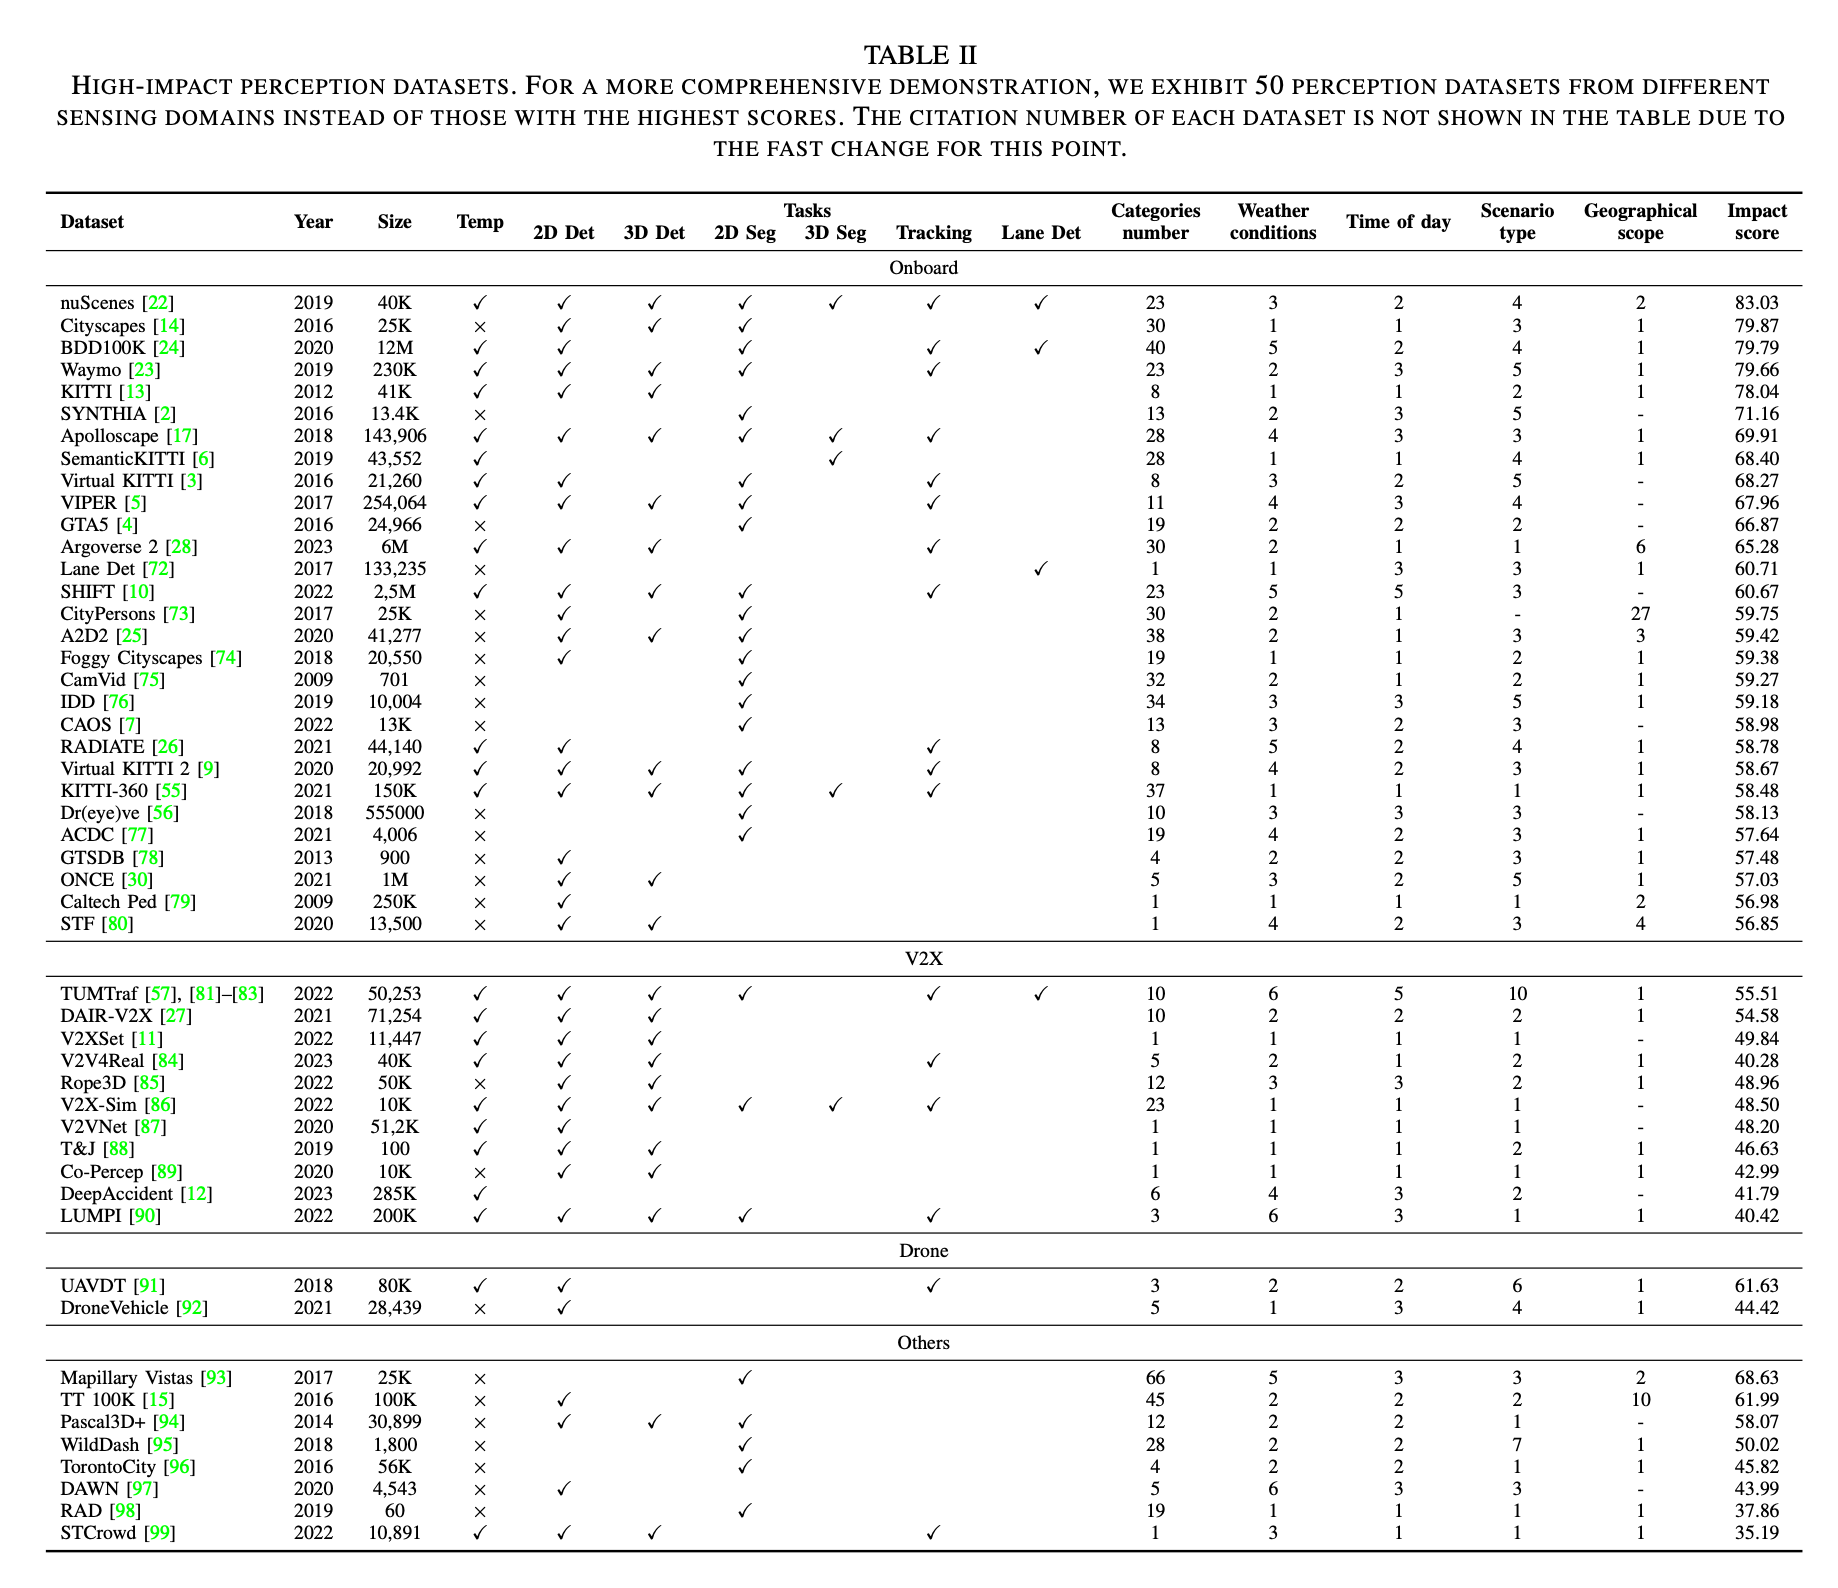 TABLE II
HIGH-IMPACT PERCEPTION DATASETS. FOR A MORE COMPREHENSIVE DEMONSTRATION, WE EXHIBIT 50 PERCEPTION DATASETS FROM DIFFERENT
SENSING DOMAINS INSTEAD OF THOSE WITH THE HIGHEST SCORES. THE CITATION NUMBER OF EACH DATASET IS NOT SHOWN IN THE TABLE DUE TO
THE FAST CHANGE FOR THIS POINT.
Dataset Year Size Temp Tasks Categories number Weather conditions Time of day Scenario type Geographical scope Impact score
2D Det 3D Det 2D Seg 3D Seg Tracking Lane Det
Onboard
nuScenes [22] 2019 40K ✓ ✓ ✓ ✓ ✓ ✓ ✓ 23 3 2 4 2 83.03
Cityscapes [14] 2016 25K × ✓ ✓ ✓ 30 1 1 3 1 79.87
BDD100K [24] 2020 12M ✓ ✓ ✓ ✓ ✓ 40 5 2 4 1 79.79
Waymo [23] 2019 230K ✓ ✓ ✓ ✓ ✓ 23 2 3 5 1 79.66
KITTI [13] 2012 41K ✓ ✓ ✓ 8 1 1 2 1 78.04
SYNTHIA [2] 2016 13.4K × ✓ 13 2 3 5 - 71.16
Apolloscape [17] 2018 143,906 ✓ ✓ ✓ ✓ ✓ ✓ 28 4 3 3 1 69.91
SemanticKITTI [6] 2019 43,552 ✓ ✓ 28 1 1 4 1 68.40
Virtual KITTI [3] 2016 21,260 ✓ ✓ ✓ ✓ 8 3 2 5 - 68.27
VIPER [5] 2017 254,064 ✓ ✓ ✓ ✓ ✓ 11 4 3 4 - 67.96
GTA5 [4] 2016 24,966 × ✓ 19 2 2 2 - 66.87
Argoverse 2 [28] 2023 6M ✓ ✓ ✓ ✓ 30 2 1 1 6 65.28
Lane Det [72] 2017 133,235 × ✓ 1 1 3 3 1 60.71
SHIFT [10] 2022 2,5M ✓ ✓ ✓ ✓ ✓ 23 5 5 3 - 60.67
CityPersons [73] 2017 25K × ✓ ✓ 30 2 1 - 27 59.75
A2D2 [25] 2020 41,277 × ✓ ✓ ✓ 38 2 1 3 3 59.42
Foggy Cityscapes [74] 2018 20,550 × ✓ ✓ 19 1 1 2 1 59.38
CamVid [75] 2009 701 × ✓ 32 2 1 2 1 59.27
IDD [76] 2019 10,004 × ✓ 34 3 3 5 1 59.18
CAOS [7] 2022 13K × ✓ 13 3 2 3 - 58.98
RADIATE [26] 2021 44,140 ✓ ✓ ✓ 8 5 2 4 1 58.78
Virtual KITTI 2 [9] 2020 20,992 ✓ ✓ ✓ ✓ ✓ 8 4 2 3 1 58.67
KITTI-360 [55] 2021 150K ✓ ✓ ✓ ✓ ✓ ✓ 37 1 1 1 1 58.48
Dr(eye)ve [56] 2018 555000 × ✓ 10 3 3 3 - 58.13
ACDC [77] 2021 4,006 × ✓ 19 4 2 3 1 57.64
GTSDB [78] 2013 900 × ✓ 4 2 2 3 1 57.48
ONCE [30] 2021 1M × ✓ ✓ 5 3 2 5 1 57.03
Caltech Ped [79] 2009 250K × ✓ 1 1 1 1 2 56.98
STF [80] 2020 13,500 × ✓ ✓ 1 4 2 3 4 56.85
V2X
TUMTraf [57], [81]–[83] 2022 50,253 ✓ ✓ ✓ ✓ ✓ ✓ 10 6 5 10 1 55.51
DAIR-V2X [27] 2021 71,254 ✓ ✓ ✓ 10 2 2 2 1 54.58
V2XSet [11] 2022 11,447 ✓ ✓ ✓ 1 1 1 1 - 49.84
V2V4Real [84] 2023 40K ✓ ✓ ✓ ✓ 5 2 1 2 1 40.28
Rope3D [85] 2022 50K × ✓ ✓ 12 3 3 2 1 48.96
V2X-Sim [86] 2022 10K ✓ ✓ ✓ ✓ ✓ ✓ 23 1 1 1 - 48.50
V2VNet [87] 2020 51,2K ✓ ✓ 1 1 1 1 - 48.20
T&J [88] 2019 100 ✓ ✓ ✓ 1 1 1 2 1 46.63
Co-Percep [89] 2020 10K × ✓ ✓ 1 1 1 1 1 42.99
DeepAccident [12] 2023 285K ✓ 6 4 3 2 - 41.79
LUMPI [90] 2022 200K ✓ ✓ ✓ ✓ ✓ 3 6 3 1 1 40.42
Drone
UAVDT [91] 2018 80K ✓ ✓ ✓ 3 2 2 6 1 61.63
DroneVehicle [92] 2021 28,439 × ✓ 5 1 3 4 1 44.42
Others
Mapillary Vistas [93] 2017 25K × ✓ 66 5 3 3 2 68.63
TT 100K [15] 2016 100K × ✓ 45 2 2 2 10 61.99
Pascal3D+ [94] 2014 30,899 × ✓ ✓ ✓ 12 2 2 1 - 58.07
WildDash [95] 2018 1,800 × ✓ 28 2 2 7 1 50.02
TorontoCity [96] 2016 56K × ✓ 4 2 2 1 1 45.82
DAWN [97] 2020 4,543 × ✓ 5 6 3 3 - 43.99
RAD [98] 2019 60 × ✓ 19 1 1 1 1 37.86
STCrowd [99] 2022 10,891 ✓ ✓ ✓ ✓ 1 3 1 1 1 35.19